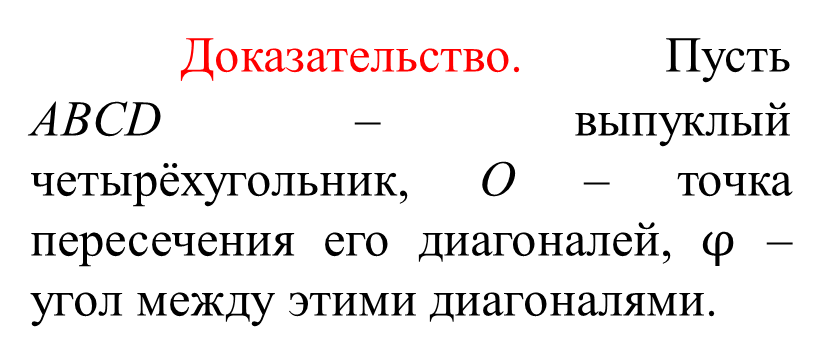 Доказательство. Пусть
ABCD – выпуклый
четырёхугольник, O – точка
пересечения его диагоналей, φ –
угол между этими диагоналями.